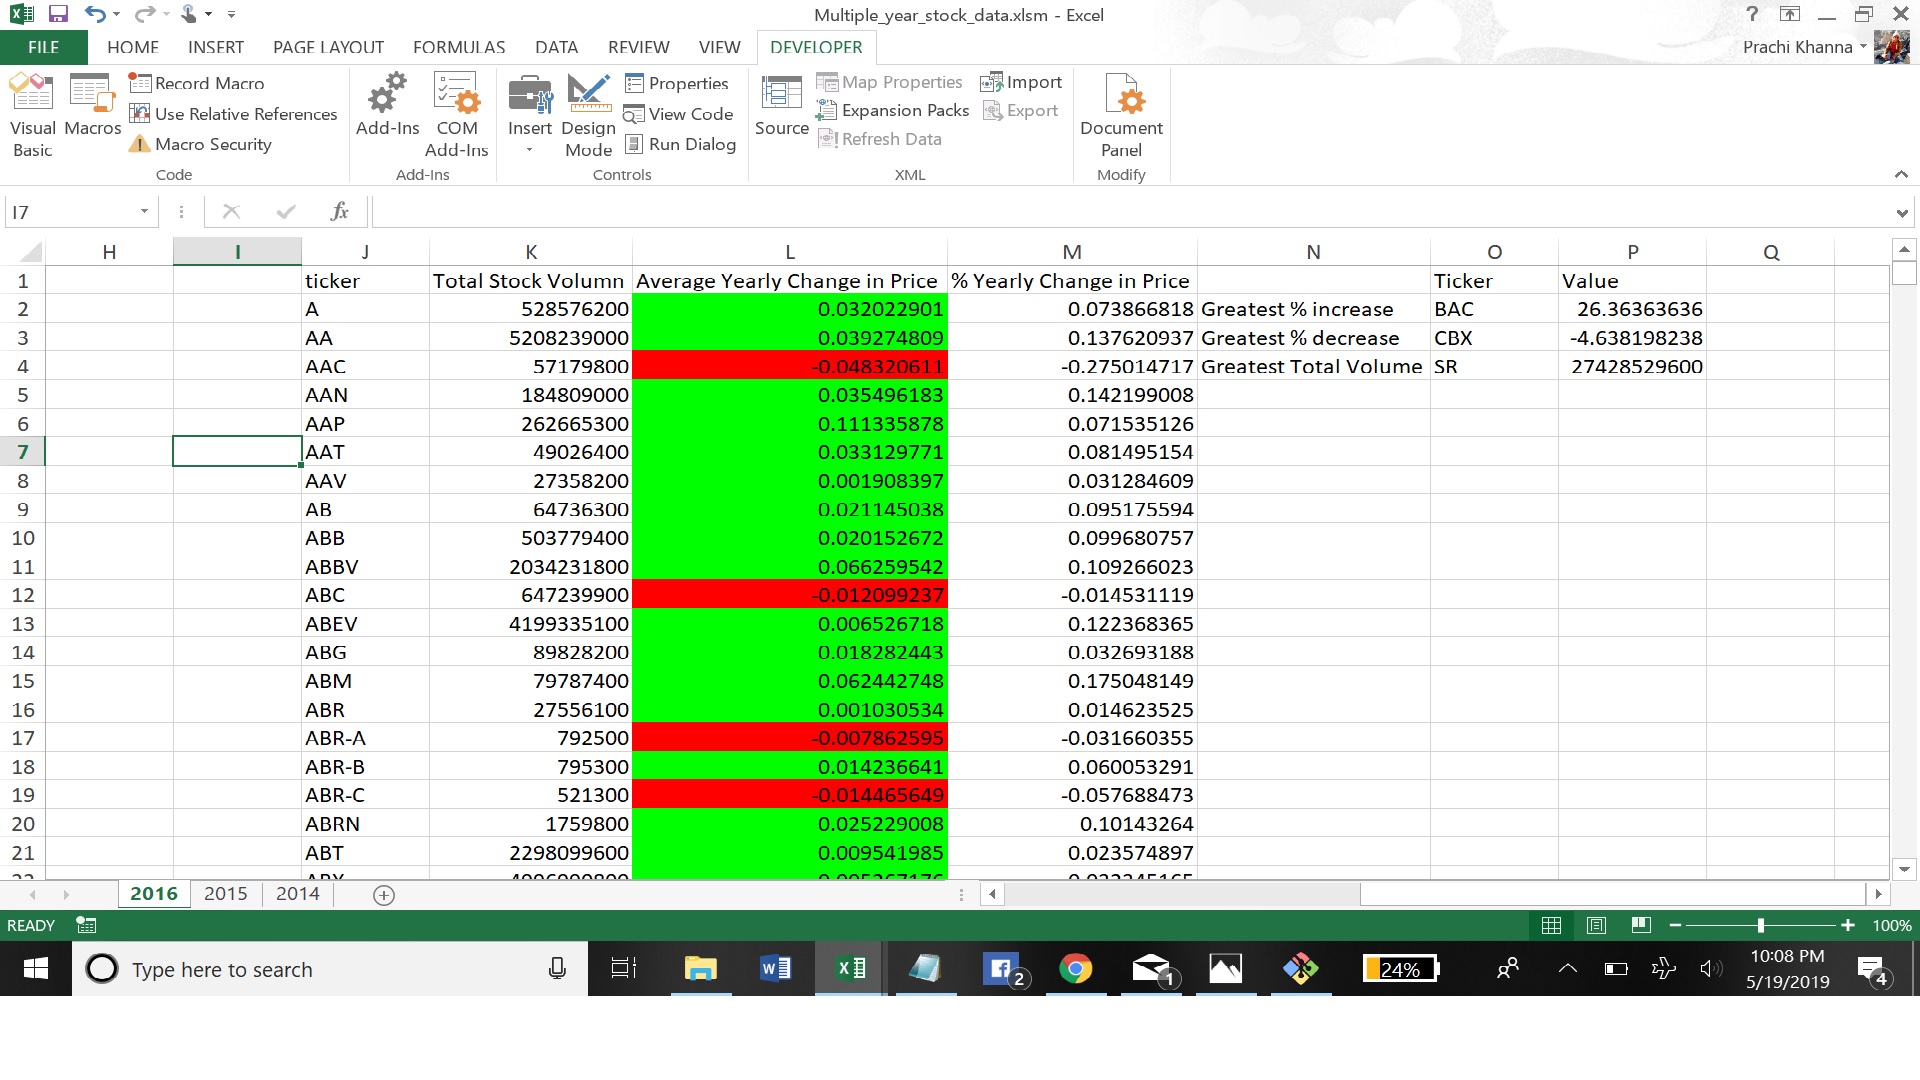 Multiple_year_stock_data.xlsm - Excel
?
FILE HOME INSERT PAGE LAYOUT FORMULAS DATA REVIEW VIEW DEVELOPER Prachi Khanna
Visual Basic
Macros
Record Macro
Use Relative References
Macro Security
Code
Add-Ins
COM Add-Ins
Add-Ins
Insert
Design Mode
Properties
View Code
Run Dialog
Controls
Source
Map Properties
Expansion Packs
Refresh Data
Import
Export
XML
Document Panel
Modify
I7 fx
H I J K L M N O P Q
1 ticker Total Stock Volumn Average Yearly Change in Price % Yearly Change in Price Ticker Value
2 A 528576200 0.032022901 0.073866818 Greatest % increase BAC 26.36363636
3 AA 5208239000 0.039274809 0.137620937 Greatest % decrease CBX -4.638198238
4 AAC 57179800 -0.048320611 -0.275014717 Greatest Total Volume SR 27428529600
5 AAN 184809000 0.035496183 0.142199008
6 AAP 262665300 0.111335878 0.071535126
7 AAT 49026400 0.033129771 0.081495154
8 AAV 27358200 0.001908397 0.031284609
9 AB 64736300 0.021145038 0.095175594
10 ABB 503779400 0.020152672 0.099680757
11 ABBV 2034231800 0.066259542 0.109266023
12 ABC 647239900 -0.012099237 -0.014531119
13 ABEV 4199335100 0.006526718 0.122368365
14 ABG 89828200 0.018282443 0.032693188
15 ABM 79787400 0.062442748 0.175048149
16 ABR 27556100 0.001030534 0.014623525
17 ABR-A 792500 -0.007862595 -0.031660355
18 ABR-B 795300 0.014236641 0.060053291
19 ABR-C 521300 -0.014465649 -0.057688473
20 ABRN 1759800 0.025229008 0.10143264
21 ABT 2298099600 0.009541985 0.023574897
2016 2015 2014
READY 100%
Type here to search 2 1 24% 10:08 PM
5/19/2019 4